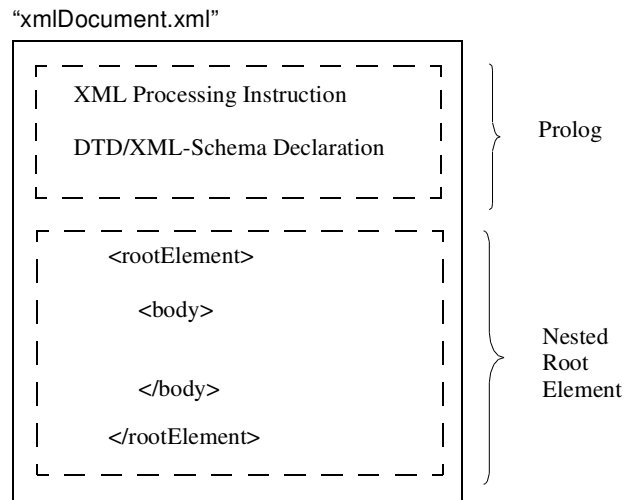 “xmlDocument.xml”
XML Processing Instruction
DTD/XML-Schema Declaration
Prolog
<rootElement>
<body>
</body>
</rootElement>
Nested
Root
Element